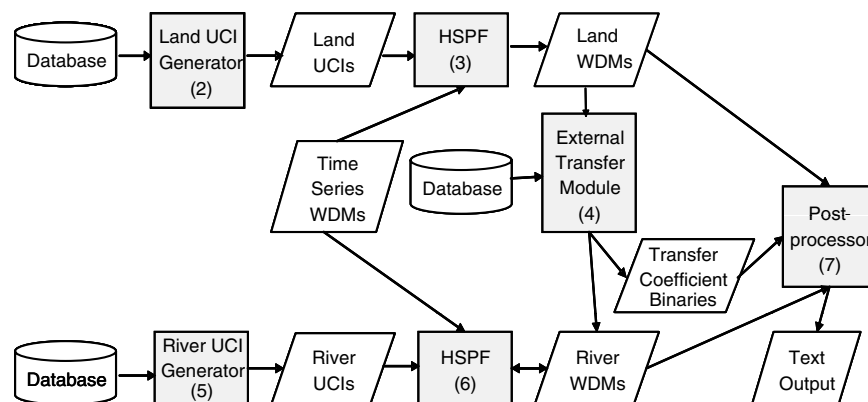 Database
Land UCI
Generator
(2)
Land
UCIs
HSPF
(3)
Land
WDMs
Time
Series
WDMs
Database
External
Transfer
Module
(4)
Post-
processor
(7)
Transfer
Coefficient
Binaries
Database
River UCI
Generator
(5)
River
UCIs
HSPF
(6)
River
WDMs
Text
Output